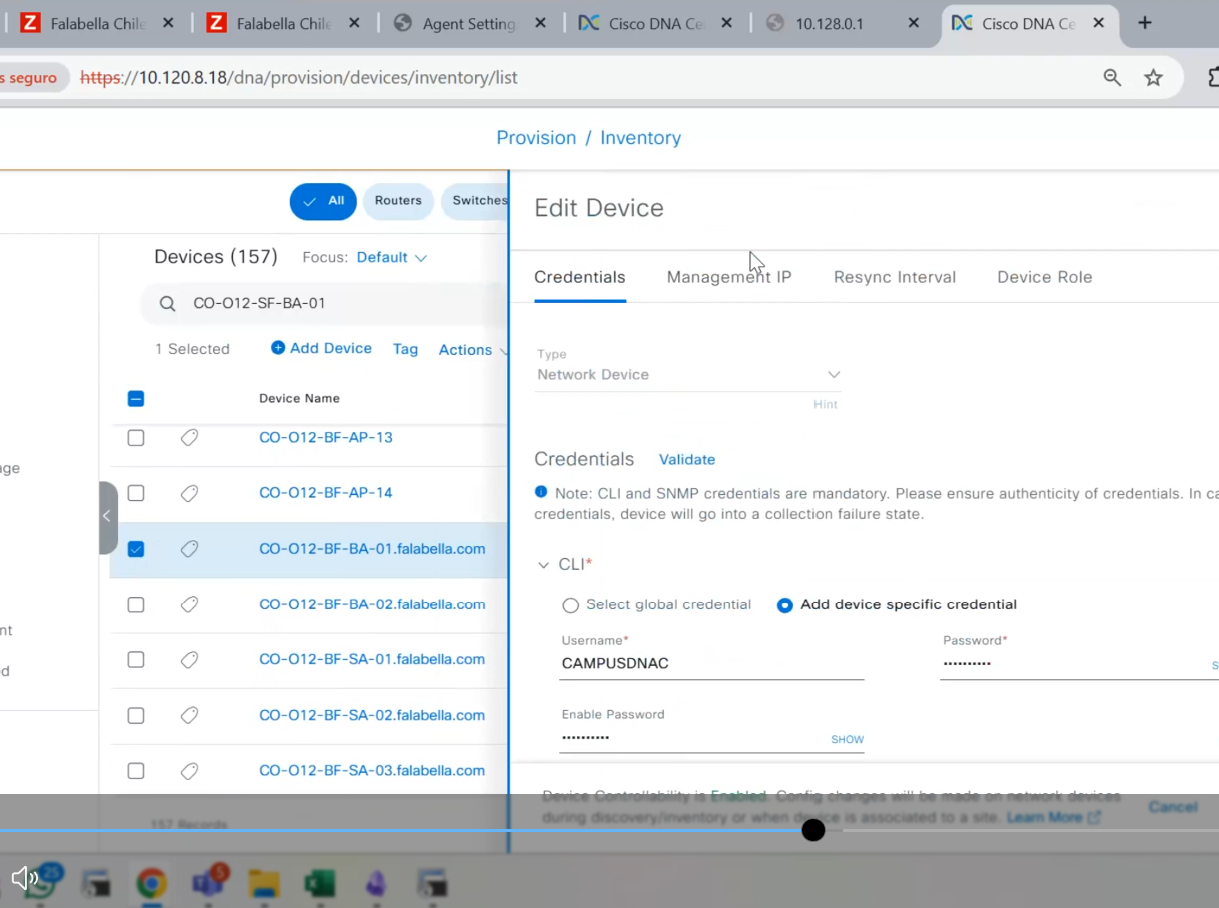 Z Falabella Chile ×
Z Falabella Chile ×
Agent Setting ×
Cisco DNA Ce ×
10.128.0.1 ×
Cisco DNA Ce × +
s seguro https://10.120.8.18/dna/provision/devices/inventory/list
Provision / Inventory
All Routers Switches
Devices (157) Focus: Default
CO-O12-SF-BA-01
1 Selected Add Device Tag Actions
Device Name
CO-O12-BF-AP-13
CO-O12-BF-AP-14
CO-O12-BF-BA-01.falabella.com
CO-O12-BF-BA-02.falabella.com
CO-O12-BF-SA-01.falabella.com
CO-O12-BF-SA-02.falabella.com
CO-O12-BF-SA-03.falabella.com
157 Records
age
nt
d
Edit Device
Credentials Management IP Resync Interval Device Role
Type
Network Device
Hint
Credentials Validate
Note: CLI and SNMP credentials are mandatory. Please ensure authenticity of credentials. In ca
credentials, device will go into a collection failure state.
CLI*
Select global credential Add device specific credential
Username* Password*
CAMPUSDNAC •••••••••• S
Enable Password
•••••••••• SHOW
Device Controllability is Enabled. Config changes will be made on network devices
during discovery/inventory or when device is associated to a site. Learn More
Cancel
25
5